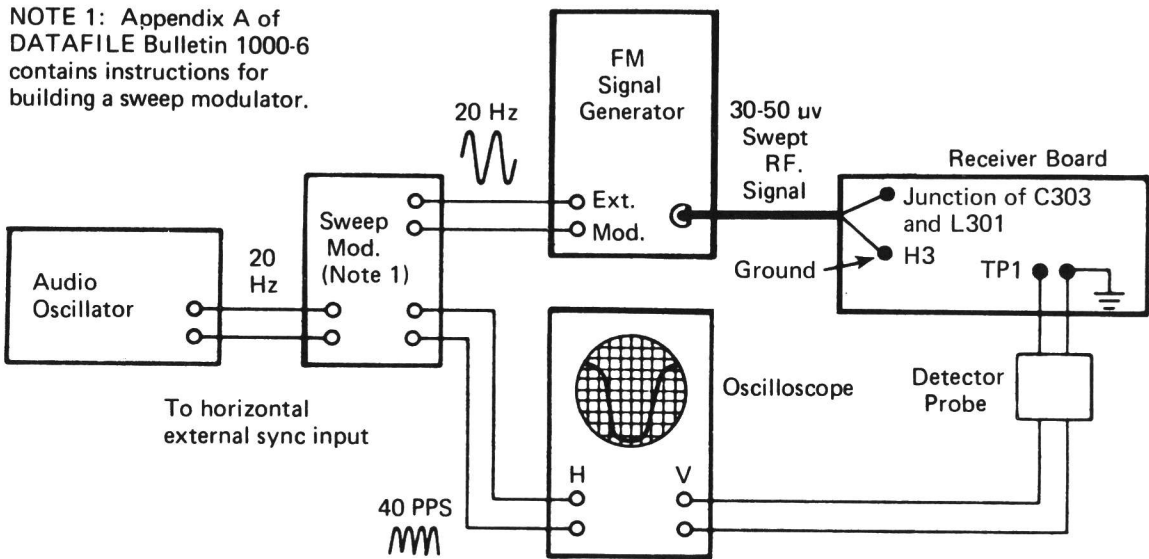 NOTE 1: Appendix A of
DATAFILE Bulletin 1000-6
contains instructions for
building a sweep modulator.
20 Hz
FM
Signal
Generator
Ext.
Mod.
30-50 µv
Swept
RF.
Signal
Receiver Board
Junction of C303
and L301
H3
Ground
TP1
Audio
Oscillator
20
Hz
Sweep
Mod.
(Note 1)
To horizontal
external sync input
40 PPS
Oscilloscope
H
V
Detector
Probe